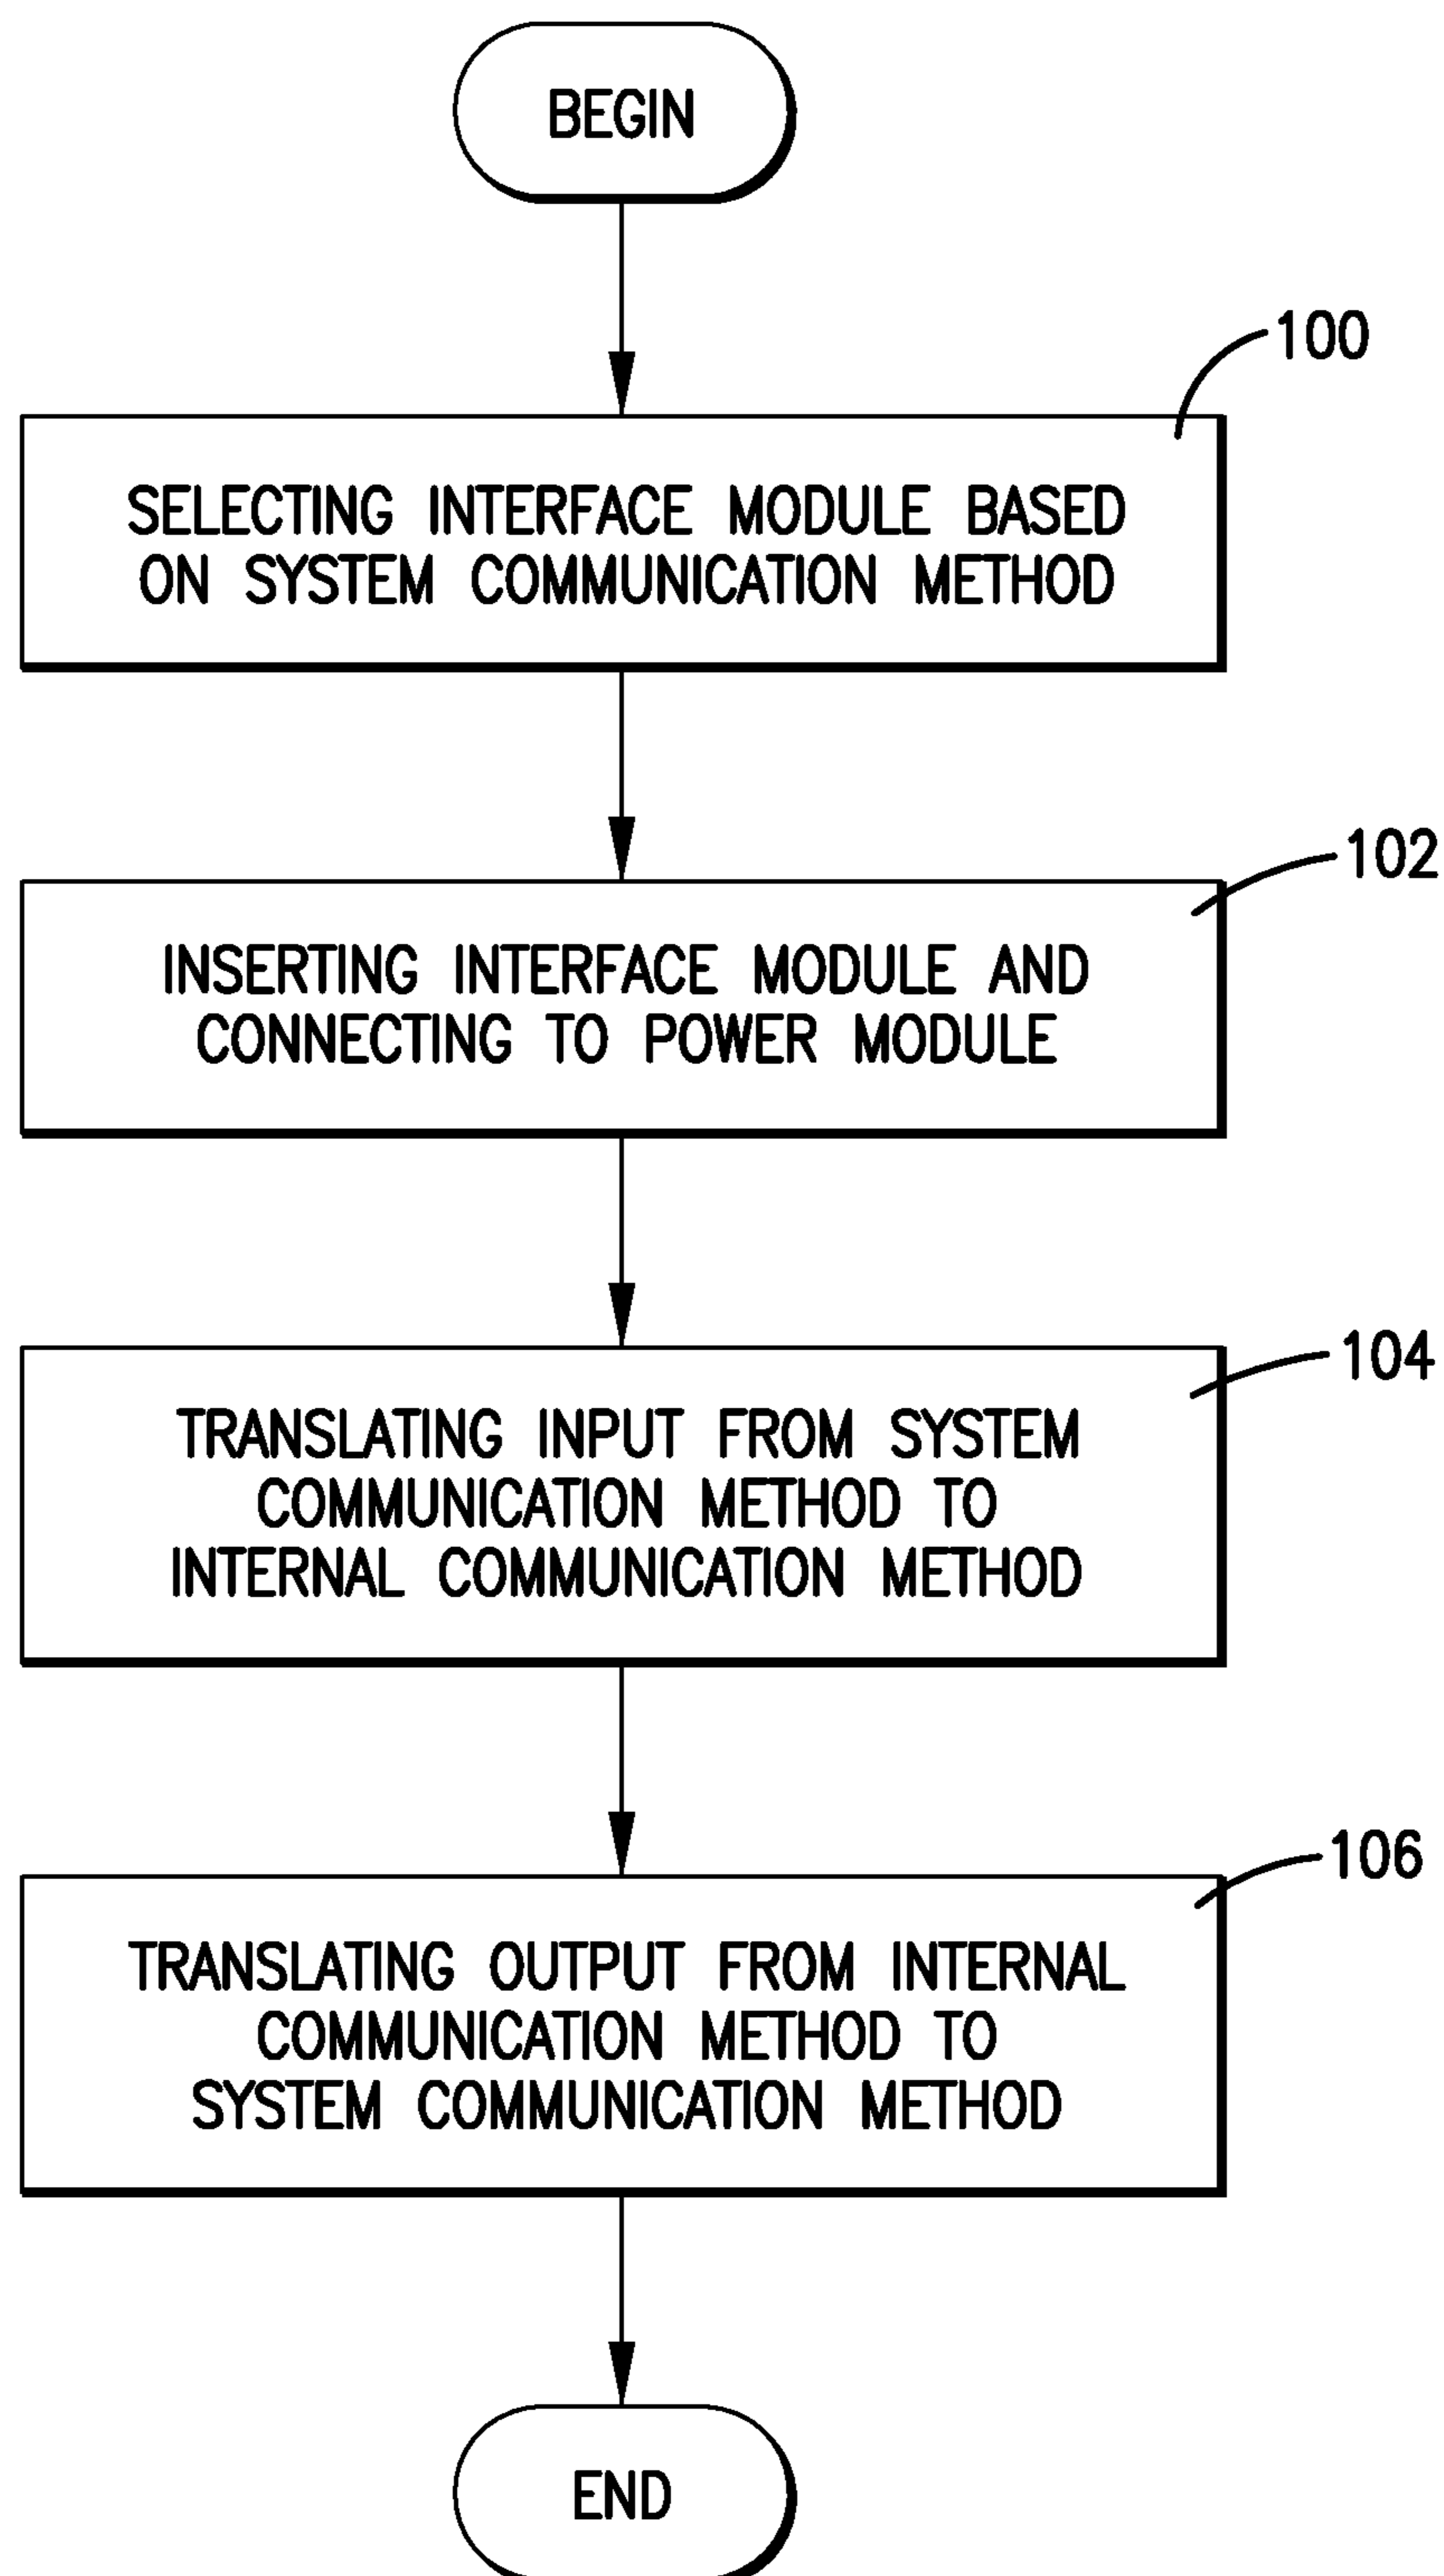 BEGIN
100
SELECTING INTERFACE MODULE BASED
ON SYSTEM COMMUNICATION METHOD
102
INSERTING INTERFACE MODULE AND
CONNECTING TO POWER MODULE
104
TRANSLATING INPUT FROM SYSTEM
COMMUNICATION METHOD TO
INTERNAL COMMUNICATION METHOD
106
TRANSLATING OUTPUT FROM INTERNAL
COMMUNICATION METHOD TO
SYSTEM COMMUNICATION METHOD
END